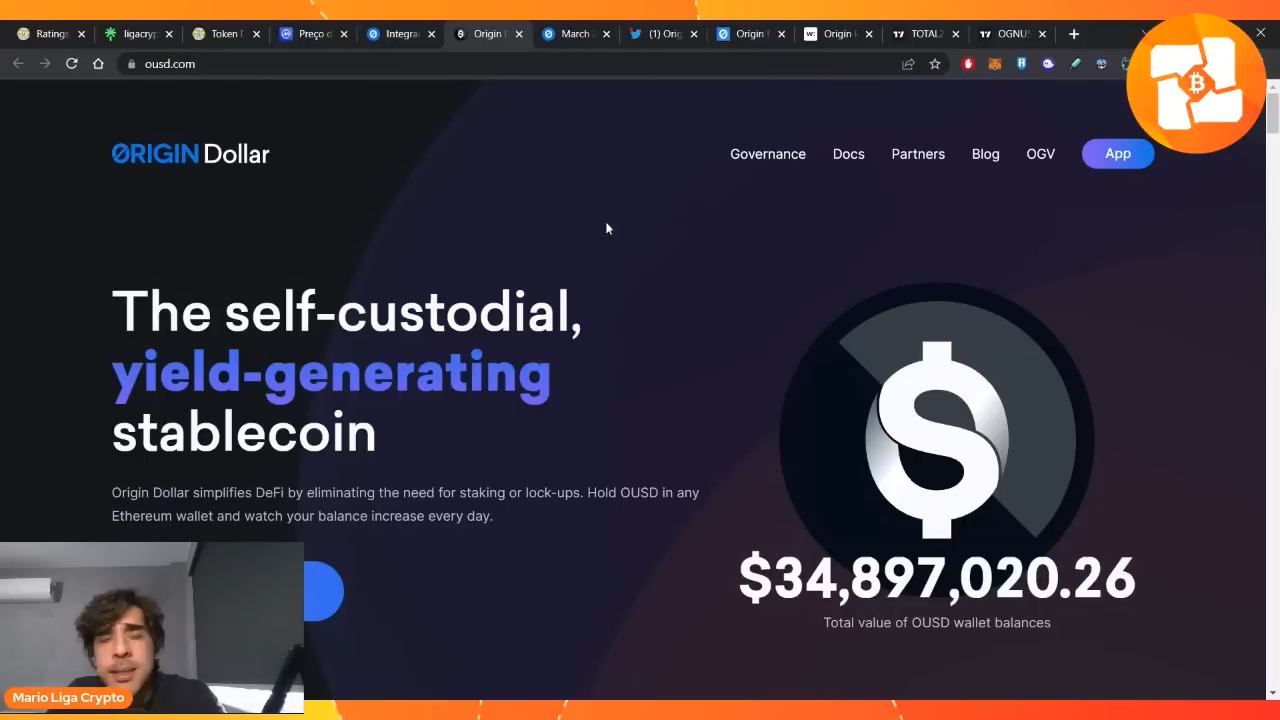 Ratings
ligacryp
Token
Preço d
Integra
Origin
March
(1) Orig
Origin
Origin
TOTAL
OGNUS
ousd.com
ORIGIN Dollar
Governance
Docs
Partners
Blog
OGV
App
The self-custodial,
yield-generating
stablecoin
Origin Dollar simplifies DeFi by eliminating the need for staking or lock-ups. Hold OUSD in any
Ethereum wallet and watch your balance increase every day.
$34,897,020.26
Total value of OUSD wallet balances
Mario Liga Crypto